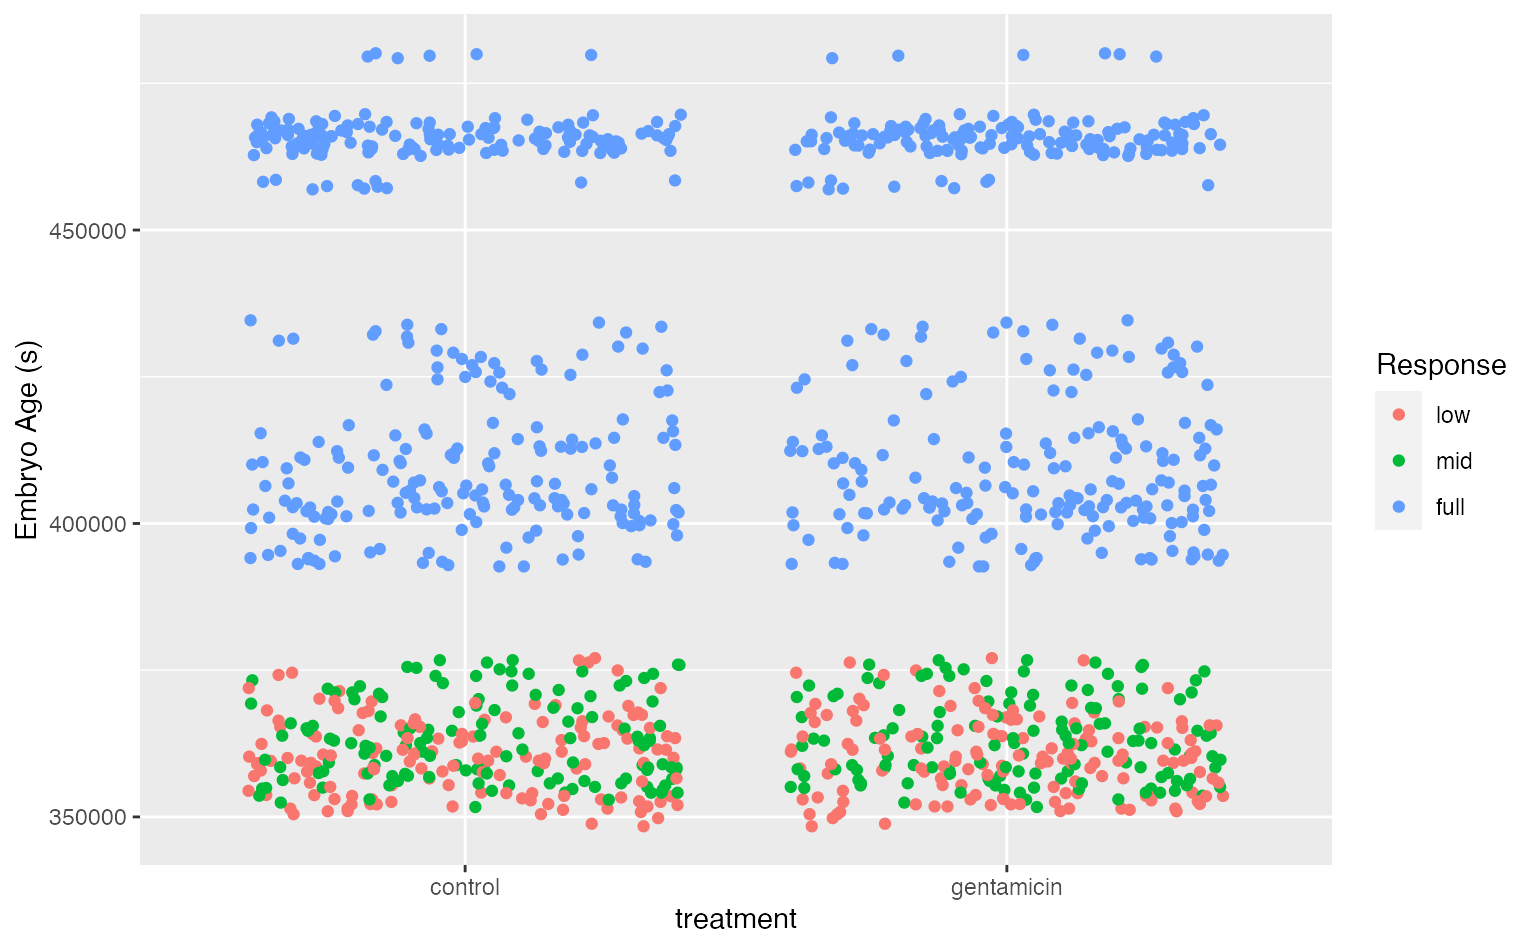 Embryo Age (s)
450000
400000
350000
control
gentamicin
treatment
Response
low
mid
full